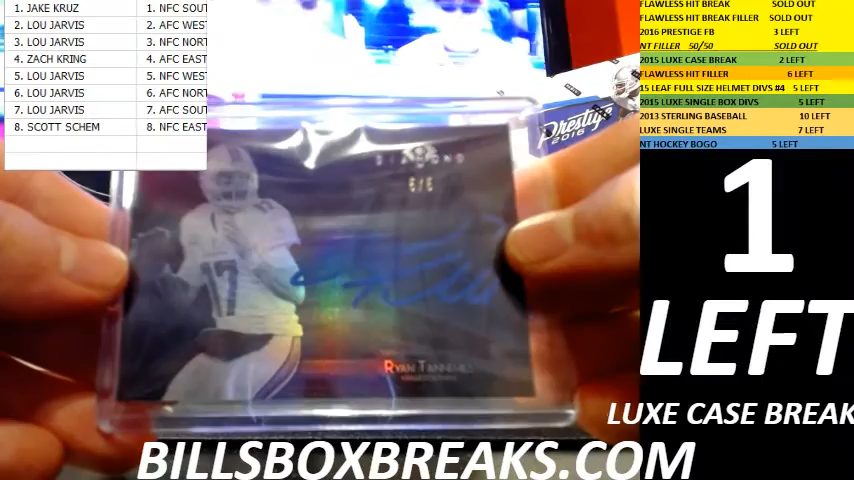 1. JAKE KRUZ
2. LOU JARVIS
3. LOU JARVIS
4. ZACH KRING
5. LOU JARVIS
6. LOU JARVIS
7. LOU JARVIS
8. SCOTT SCHEM
1. NFC SOUT
2. AFC WEST
3. NFC NORT
4. AFC EAST
5. NFC WEST
6. AFC NORT
7. AFC SOUT
8. NFC EAST
FLAWLESS HIT BREAK SOLD OUT
FLAWLESS HIT BREAK FILLER SOLD OUT
2016 PRESTIGE FB 3 LEFT
NT FILLER 50/50 SOLD OUT
2015 LUXE CASE BREAK 2 LEFT
FLAWLESS HIT FILLER 6 LEFT
15 LEAF FULL SIZE HELMET DIVS #4 5 LEFT
2015 LUXE SINGLE BOX DIVS 5 LEFT
2013 STERLING BASEBALL 10 LEFT
LUXE SINGLE TEAMS 7 LEFT
NT HOCKEY BOGO 5 LEFT
Prestige
2016
DIAMOND
6/6
17
RYAN TANNEHILL
1
LEFT
LUXE CASE BREAK
BILLSBOXBREAKS.COM